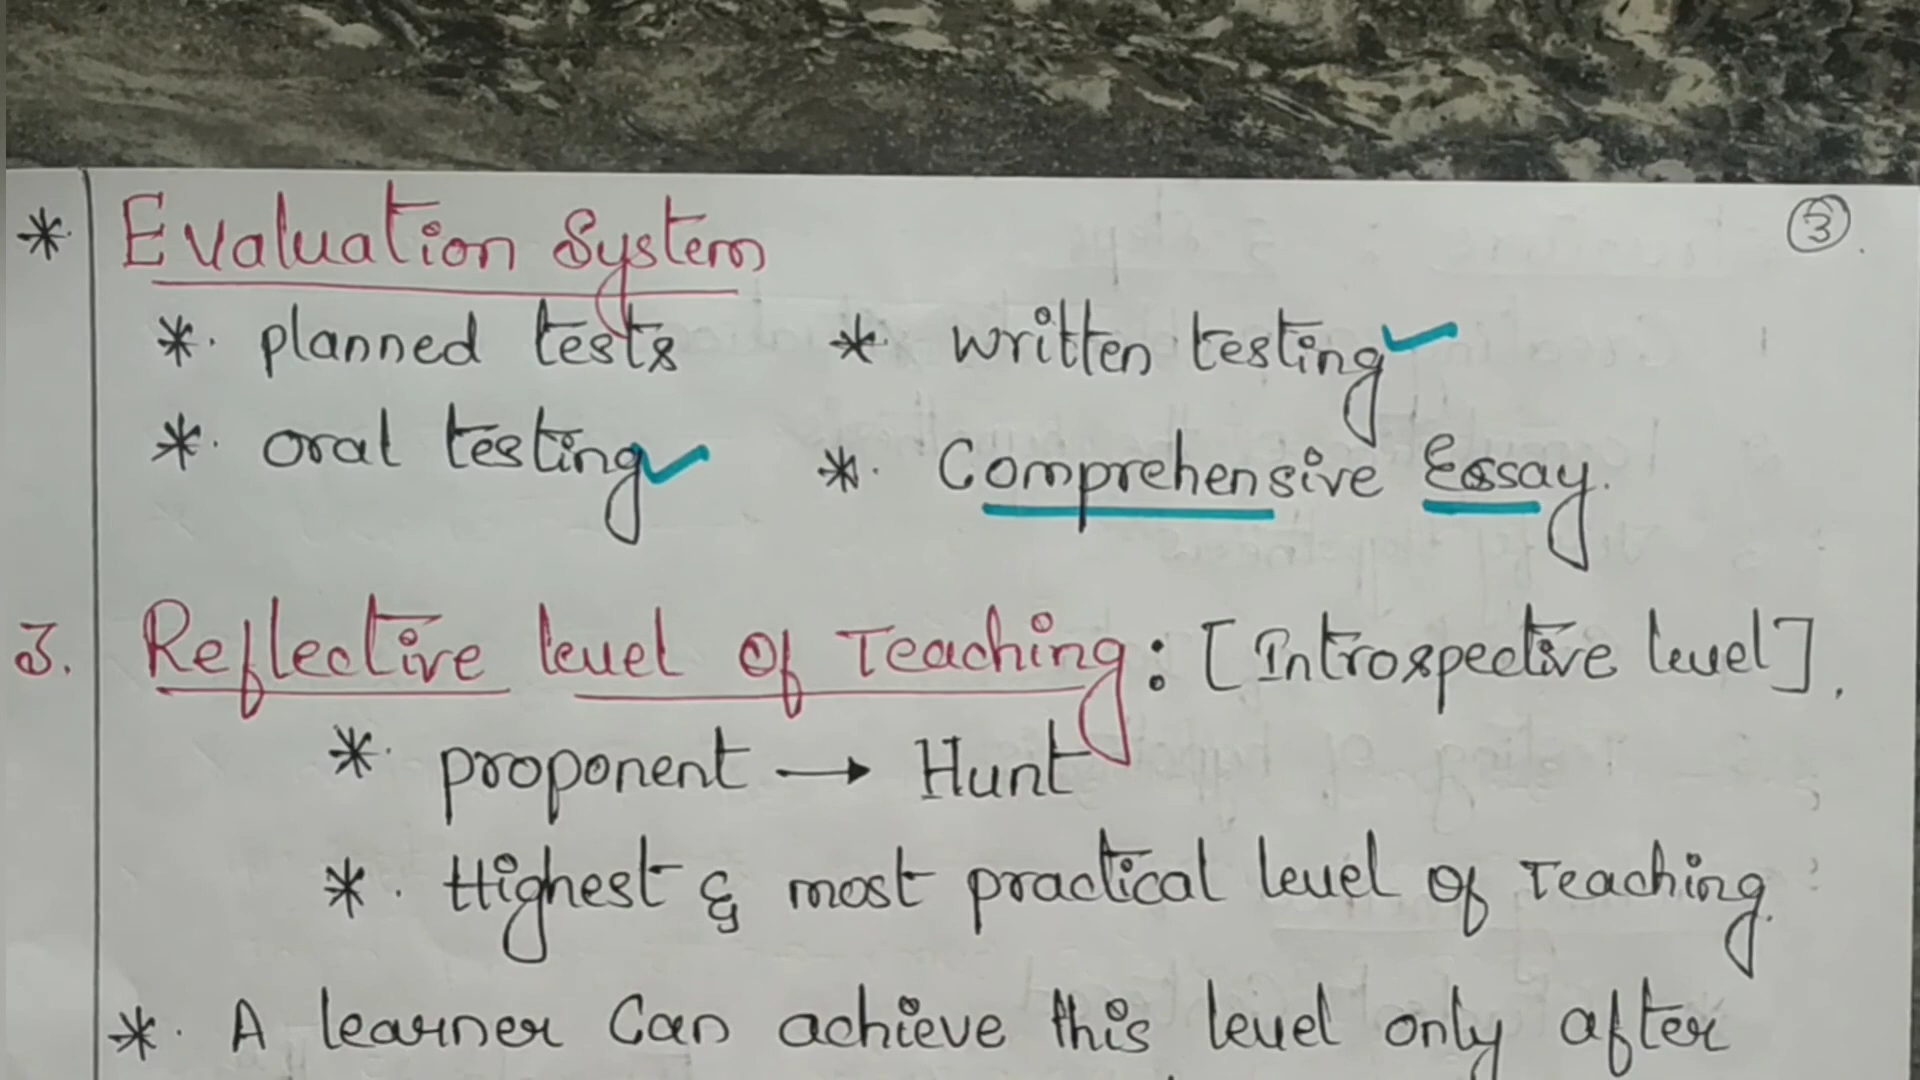 * Evaluation System ③
* planned tests * written testing
* oral testing * Comprehensive Essay.
3. Reflective level of Teaching: [Introspective level].
* proponent → Hunt
* Highest & most practical level of Teaching.
* A learner Can achieve this level only after